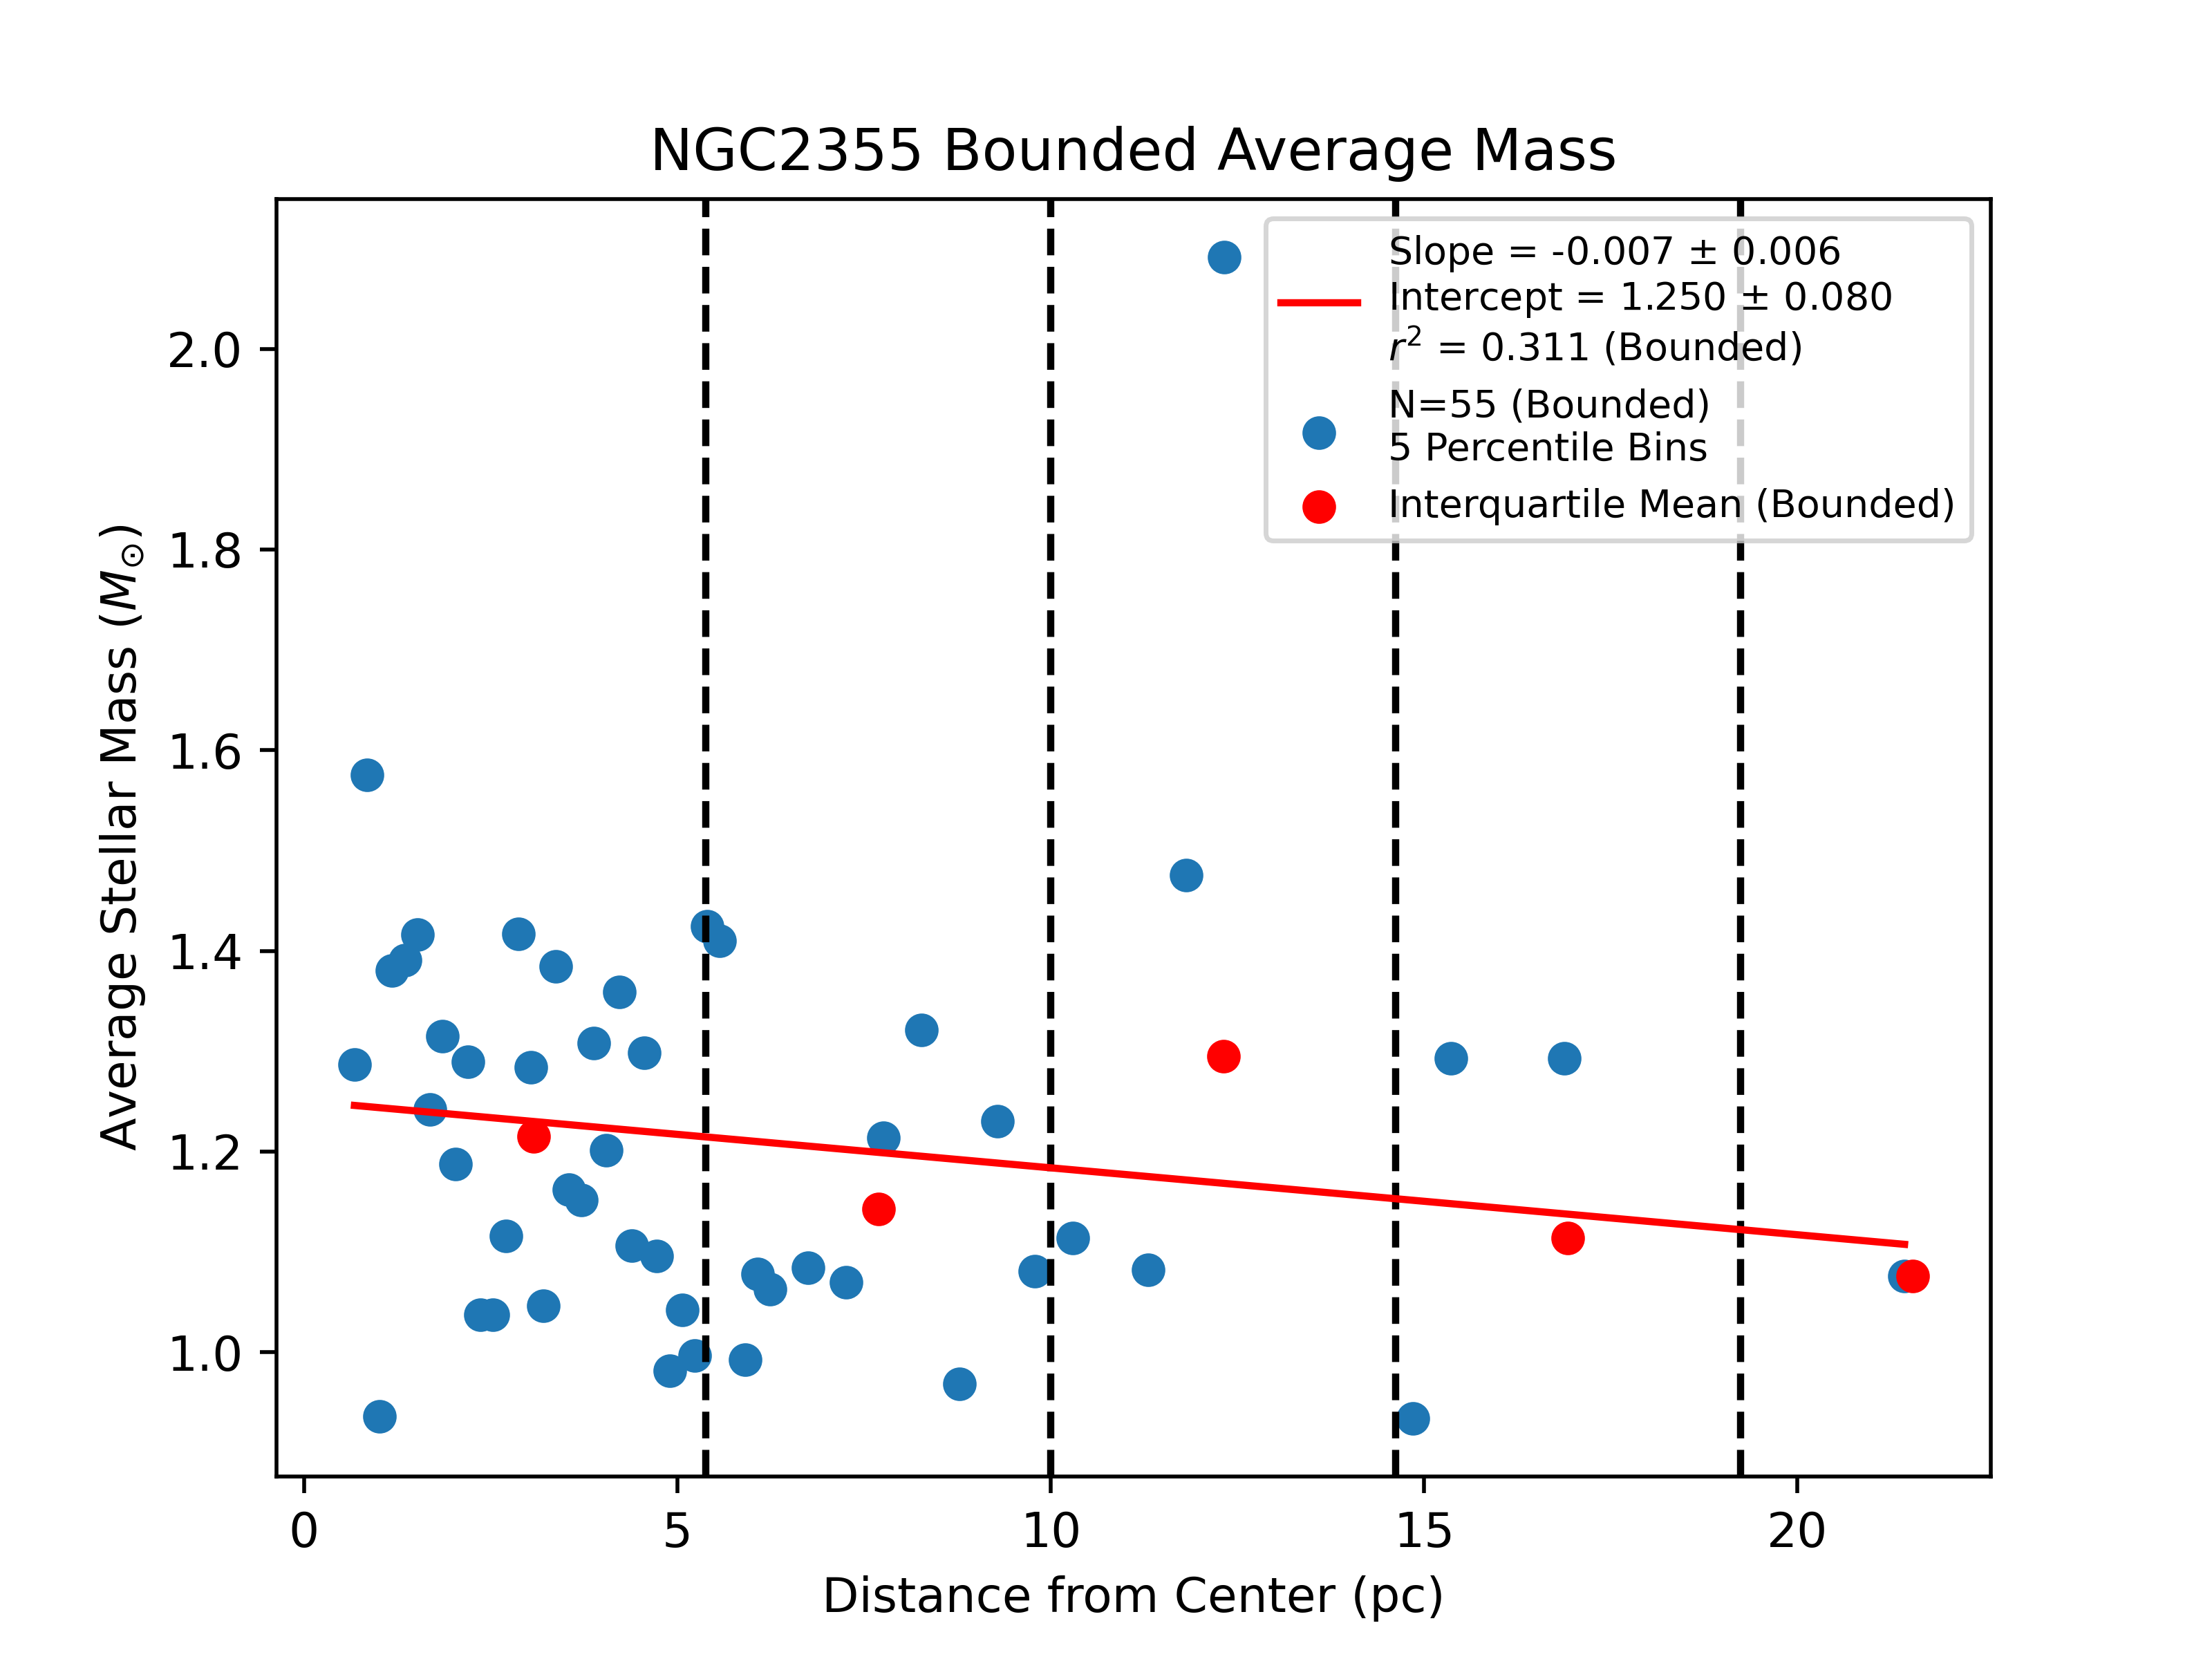 NGC2355 Bounded Average Mass
Slope = -0.007 ± 0.006
Intercept = 1.250 ± 0.080
r² = 0.311 (Bounded)
N=55 (Bounded)
5 Percentile Bins
Interquartile Mean (Bounded)
Average Stellar Mass (M☉)
2.0
1.8
1.6
1.4
1.2
1.0
0
5
10
15
20
Distance from Center (pc)